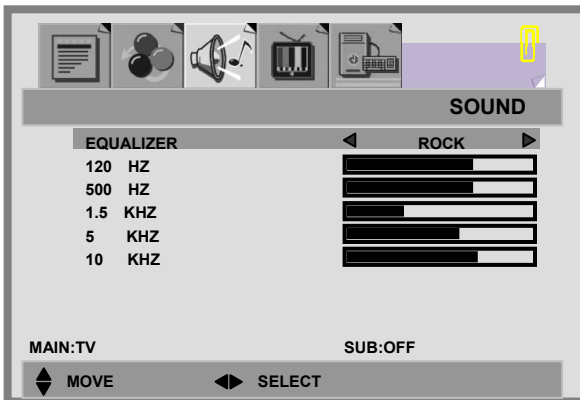 SOUND
EQUALIZER ROCK
120 HZ
500 HZ
1.5 KHZ
5 KHZ
10 KHZ
MAIN:TV SUB:OFF
MOVE SELECT